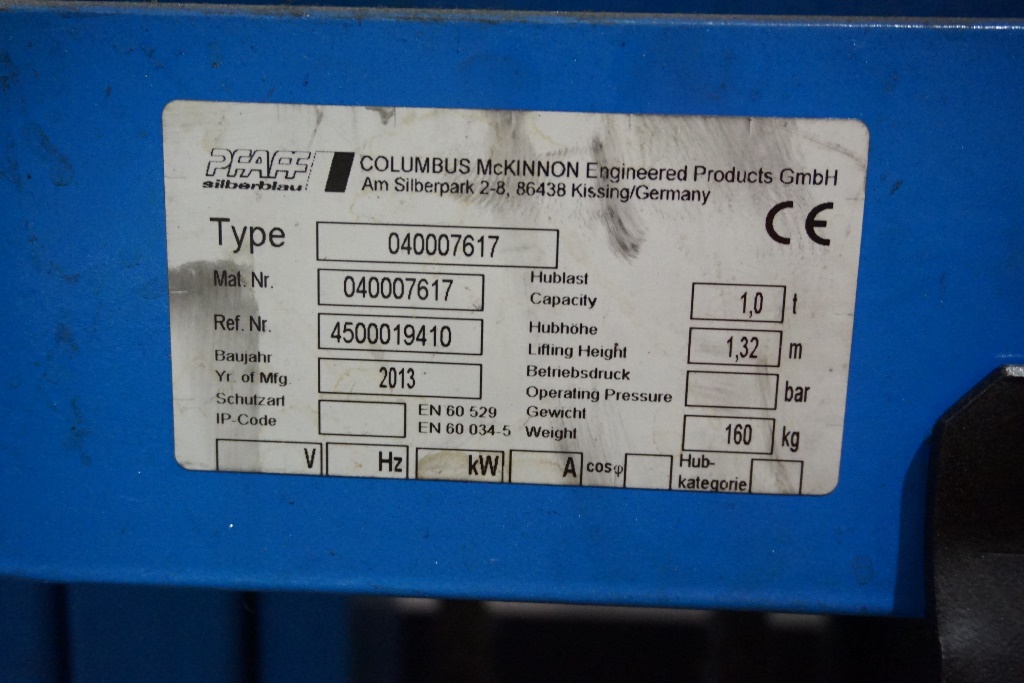 PFAFF
silberblau
COLUMBUS McKINNON Engineered Products GmbH
Am Silberpark 2-8, 86438 Kissing/Germany
CE
Type 040007617
Mat. Nr. 040007617
Ref. Nr. 4500019410
Baujahr
Yr. of Mfg. 2013
Schutzart
IP-Code
EN 60 529
EN 60 034-5
Hublast
Capacity 1,0 t
Hubhöhe
Lifting Height 1,32 m
Betriebsdruck
Operating Pressure bar
Gewicht
Weight 160 kg
V Hz kW A cosφ
Hub-
kategorie